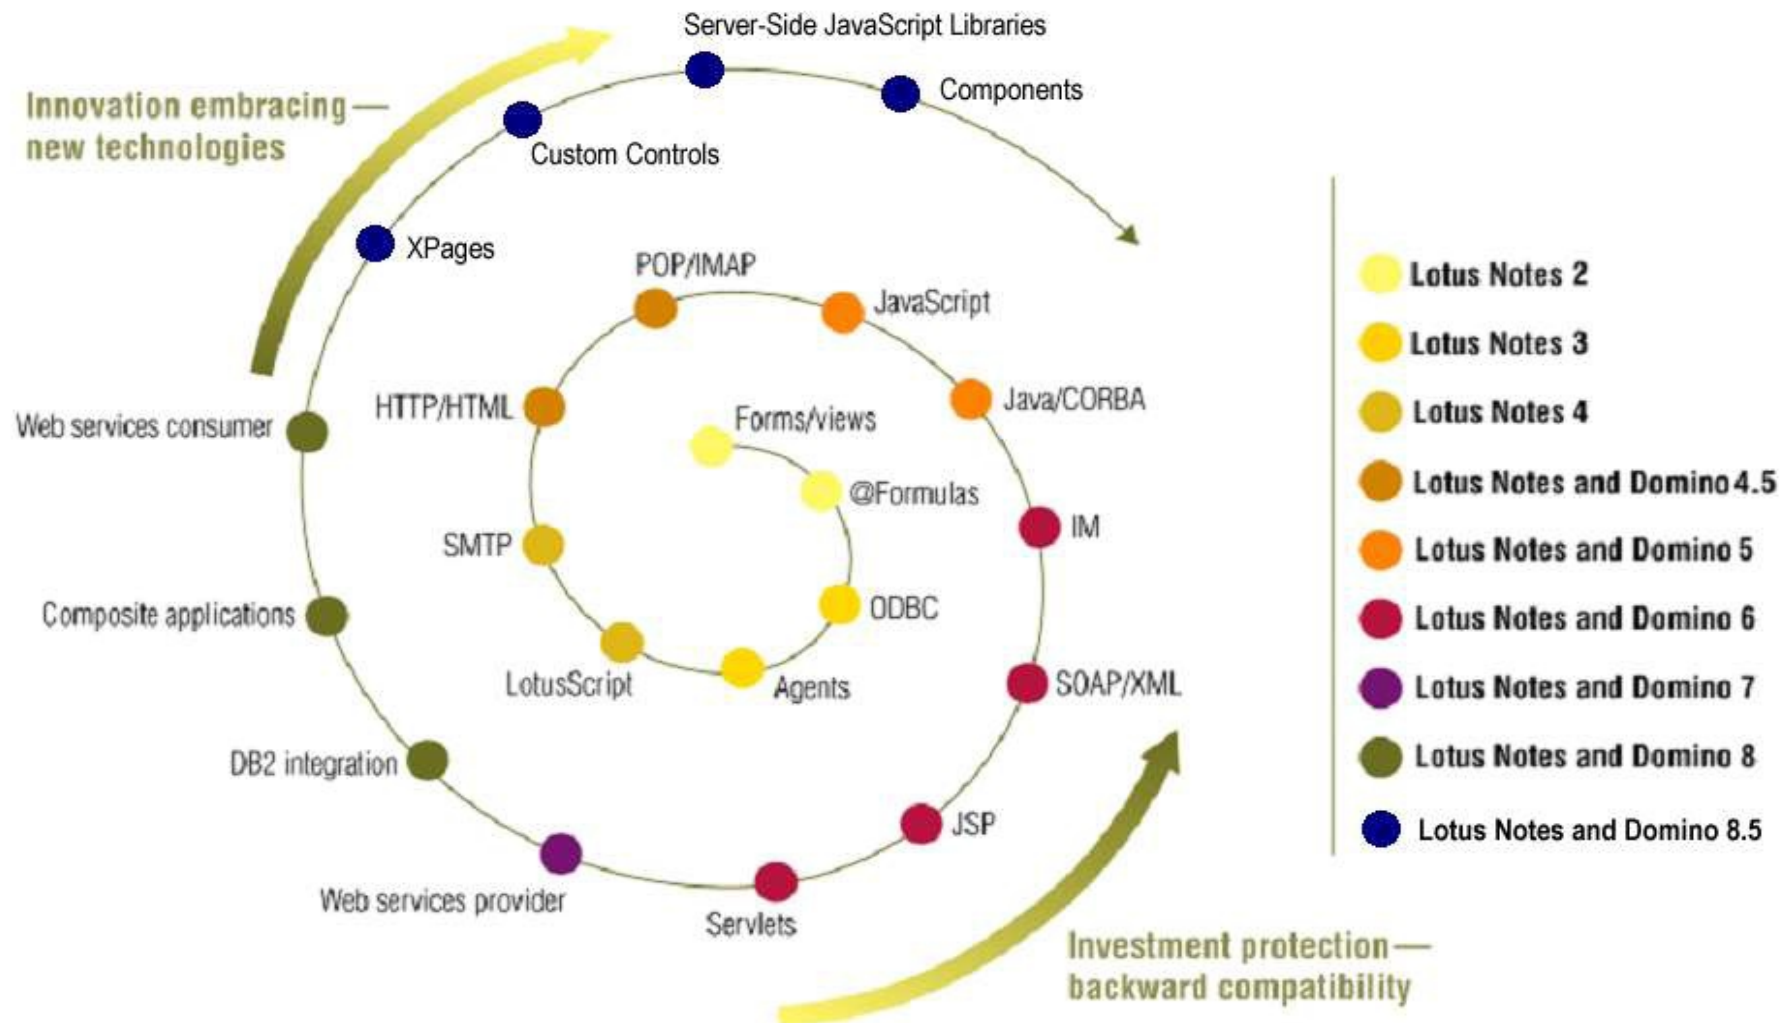 Server-Side JavaScript Libraries
Components
Innovation embracing—
new technologies
Custom Controls
XPages
POP/IMAP
JavaScript
HTTP/HTML
Java/CORBA
Forms/views
Web services consumer
@Formulas
IM
SMTP
ODBC
Composite applications
LotusScript
Agents
SOAP/XML
DB2 integration
JSP
Web services provider
Servlets
Investment protection—
backward compatibility
Lotus Notes 2
Lotus Notes 3
Lotus Notes 4
Lotus Notes and Domino 4.5
Lotus Notes and Domino 5
Lotus Notes and Domino 6
Lotus Notes and Domino 7
Lotus Notes and Domino 8
Lotus Notes and Domino 8.5